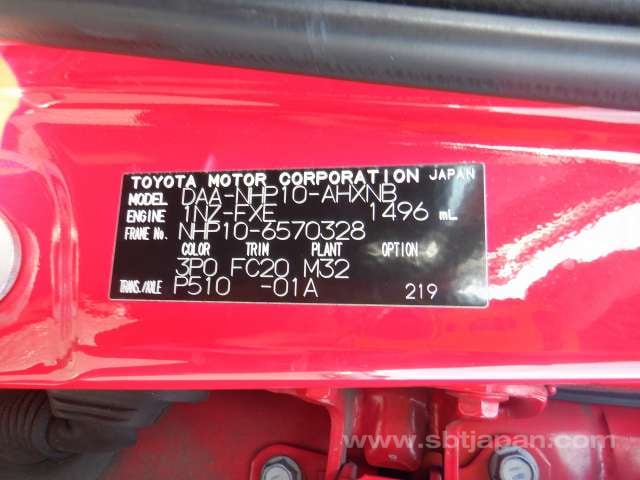 TOYOTA MOTOR CORPORATION JAPAN
MODEL DAA-NHP10-AHXNB
ENGINE 1NZ-FXE 1496 mL
FRAME No. NHP10-6570328
COLOR TRIM PLANT OPTION
3P0 FC20 M32
TRANS./AXLE P510 -01A 219
www.sbtjapan.com